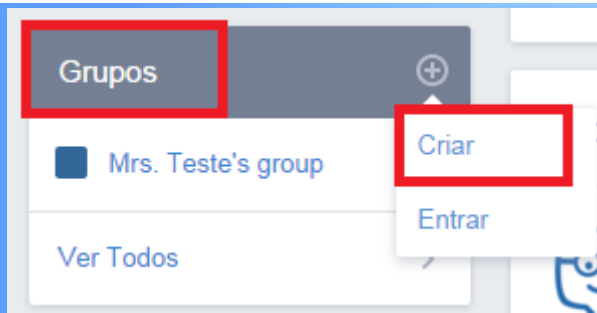 Grupos
Criar
Mrs. Teste's group
Entrar
Ver Todos